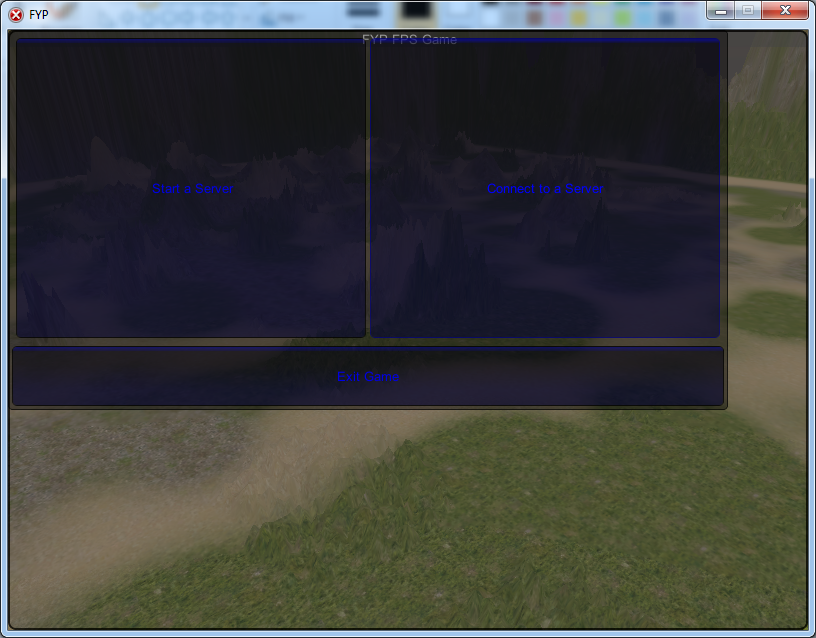 FYP
FYP FPS Game
Start a Server
Connect to a Server
Exit Game